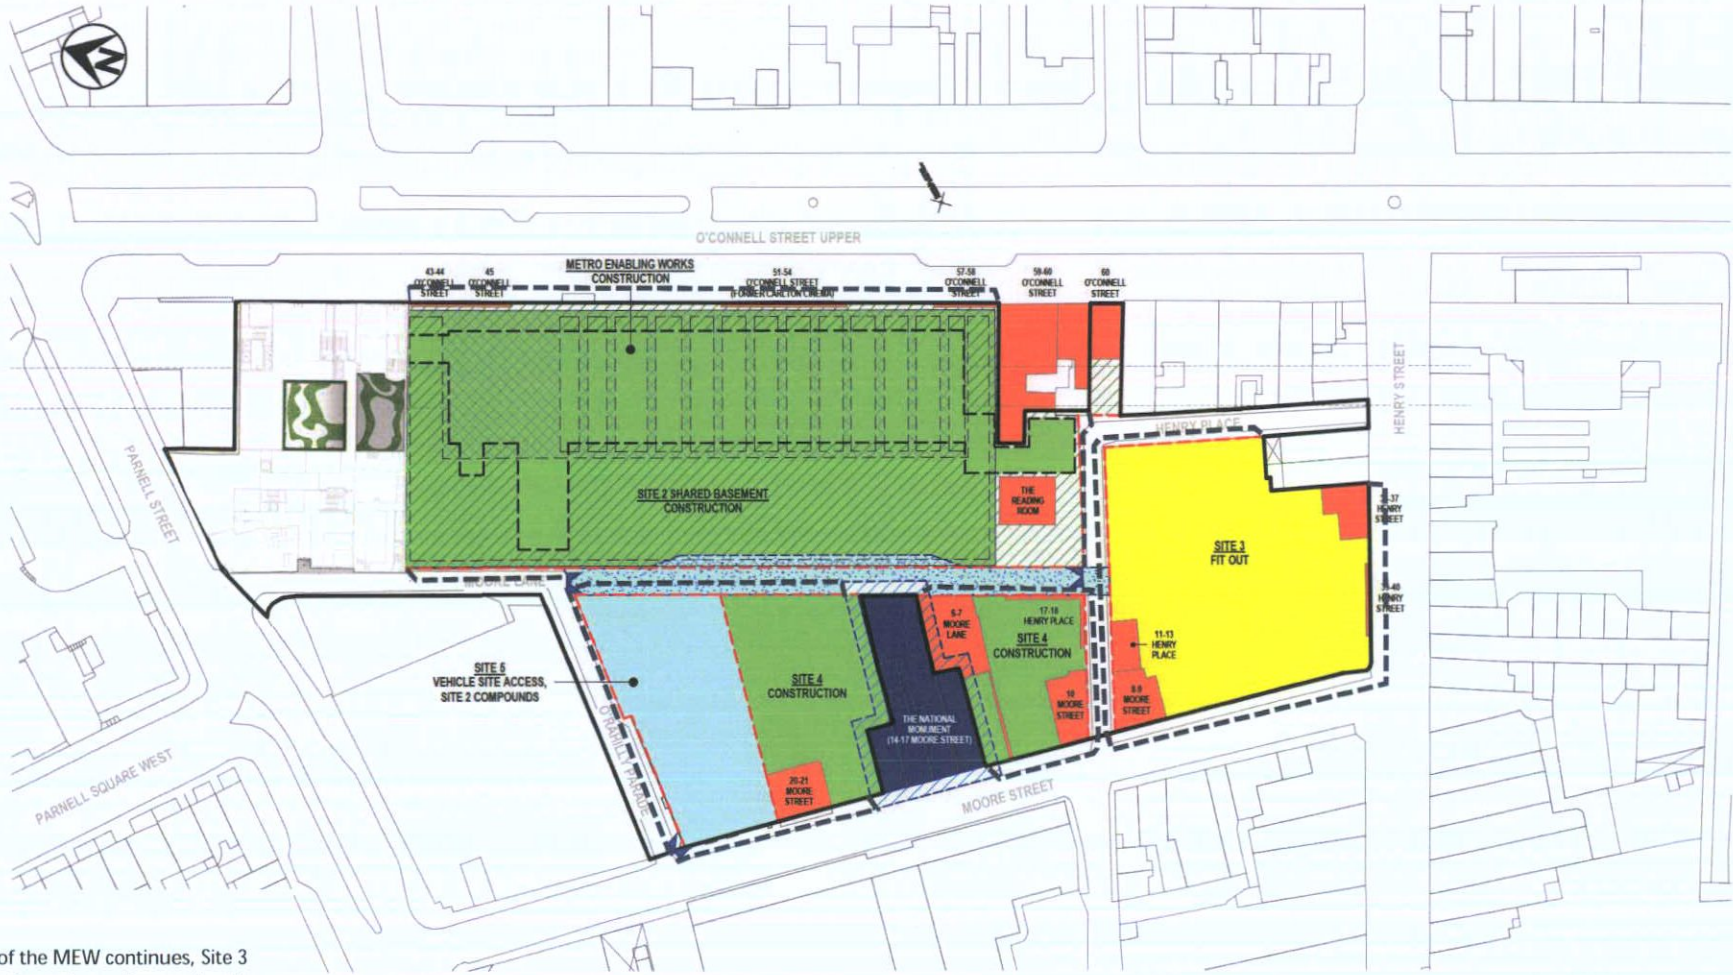 N
O'CONNELL STREET UPPER
METRO ENABLING WORKS
CONSTRUCTION
43-44
O'CONNELL
STREET
45
O'CONNELL
STREET
51-54
O'CONNELL STREET
(FORMER CARLTON CINEMA)
57-58
O'CONNELL
STREET
59-60
O'CONNELL
STREET
60
O'CONNELL
STREET
HENRY STREET
HENRY PLACE
PARNELL STREET
SITE 2 SHARED BASEMENT
CONSTRUCTION
THE
READING
ROOM
HENRY
STREET
SITE 3
FIT OUT
MOORE LANE
HENRY
STREET
6-7
MOORE
LANE
17-18
HENRY PLACE
SITE 4
CONSTRUCTION
11-13
HENRY
PLACE
SITE 5
VEHICLE SITE ACCESS,
SITE 2 COMPOUNDS
SITE 4
CONSTRUCTION
10
MOORE
STREET
8-9
MOORE
STREET
THE NATIONAL
MONUMENT
(14-17 MOORE STREET)
O'RAHILLY PARADE
20-21
MOORE
STREET
MOORE STREET
PARNELL SQUARE WEST
of the MEW continues, Site 3